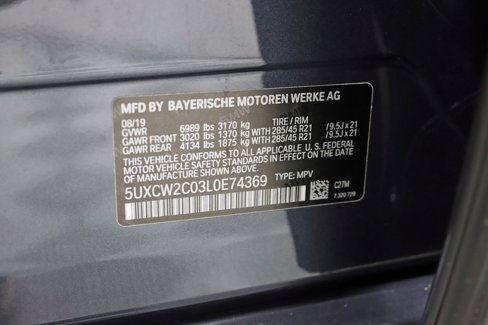 MFD BY BAYERISCHE MOTOREN WERKE AG
08/19 TIRE / RIM
GVWR 6989 lbs 3170 kg
GAWR FRONT 3020 lbs 1370 kg WITH 285/45 R21 / 9.5J x 21
GAWR REAR 4134 lbs 1875 kg WITH 285/45 R21 / 9.5J x 21
THIS VEHICLE CONFORMS TO ALL APPLICABLE U. S. FEDERAL
MOTOR VEHICLE SAFETY STANDARDS IN EFFECT ON THE DATE
OF MANUFACTURE SHOWN ABOVE.
5UXCW2C03L0E74369 TYPE: MPV
C27M
7 320 729